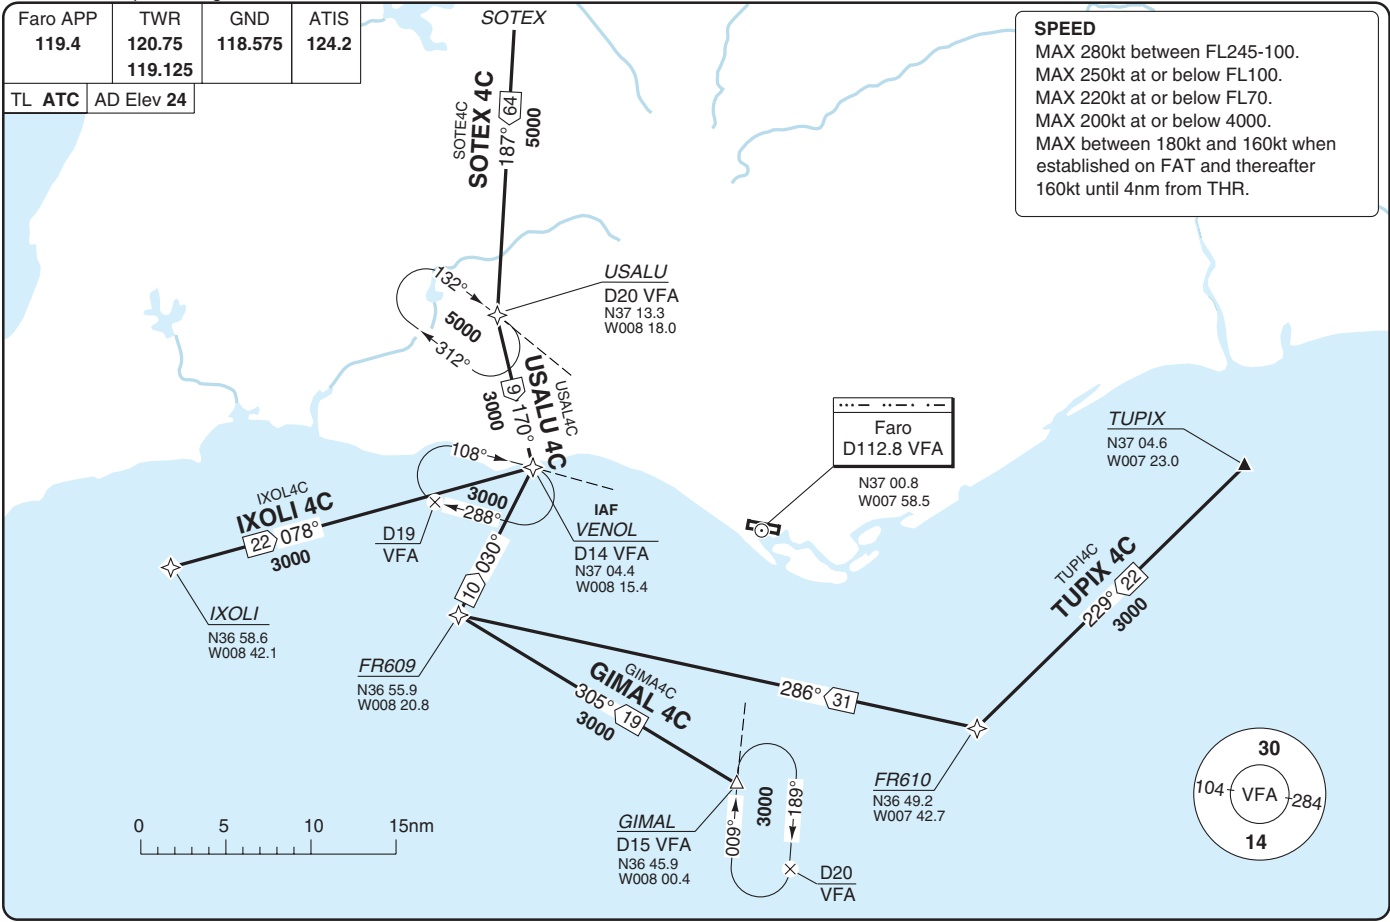 Faro APP
119.4
TWR
120.75
119.125
GND
118.575
ATIS
124.2
TL ATC
AD Elev 24
SPEED
MAX 280kt between FL245-100.
MAX 250kt at or below FL100.
MAX 220kt at or below FL70.
MAX 200kt at or below 4000.
MAX between 180kt and 160kt when
established on FAT and thereafter
160kt until 4nm from THR.
SOTEX
SOTE4C
SOTEX 4C
187°
64
5000
USALU
D20 VFA
N37 13.3
W008 18.0
132°
5000
312°
USAL4C
USALU 4C
9
170°
3000
108°
3000
288°
IXOL4C
IXOLI 4C
22
078°
3000
D19
VFA
IAF
VENOL
D14 VFA
N37 04.4
W008 15.4
IXOLI
N36 58.6
W008 42.1
10
030°
FR609
N36 55.9
W008 20.8
Faro
D112.8 VFA
N37 00.8
W007 58.5
TUPIX
N37 04.6
W007 23.0
TUPI4C
TUPIX 4C
229°
22
3000
GIMA4C
GIMAL 4C
305°
19
3000
286°
31
FR610
N36 49.2
W007 42.7
GIMAL
D15 VFA
N36 45.9
W008 00.4
009°
3000
189°
D20
VFA
0 5 10 15nm
30
104
VFA
284
14